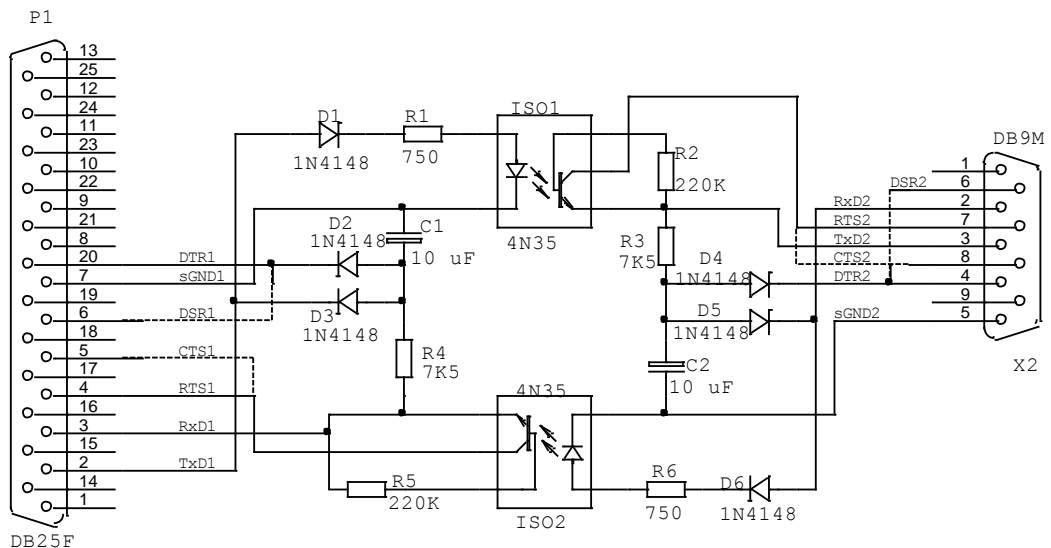 P1
13
25
12
24
11
23
10
22
9
21
8
20
7
19
6
18
5
17
4
16
3
15
2
14
1
DB25F
DTR1
sGND1
DSR1
CTS1
RTS1
RxD1
TxD1
D1
1N4148
R1
750
D2
1N4148
C1
10 uF
D3
1N4148
R4
7K5
R5
220K
ISO1
4N35
4N35
ISO2
R2
220K
R3
7K5
D4
1N4148
D5
1N4148
C2
10 uF
R6
750
D6
1N4148
DSR2
RxD2
RTS2
TxD2
CTS2
DTR2
sGND2
DB9M
1
6
2
7
3
8
4
9
5
X2